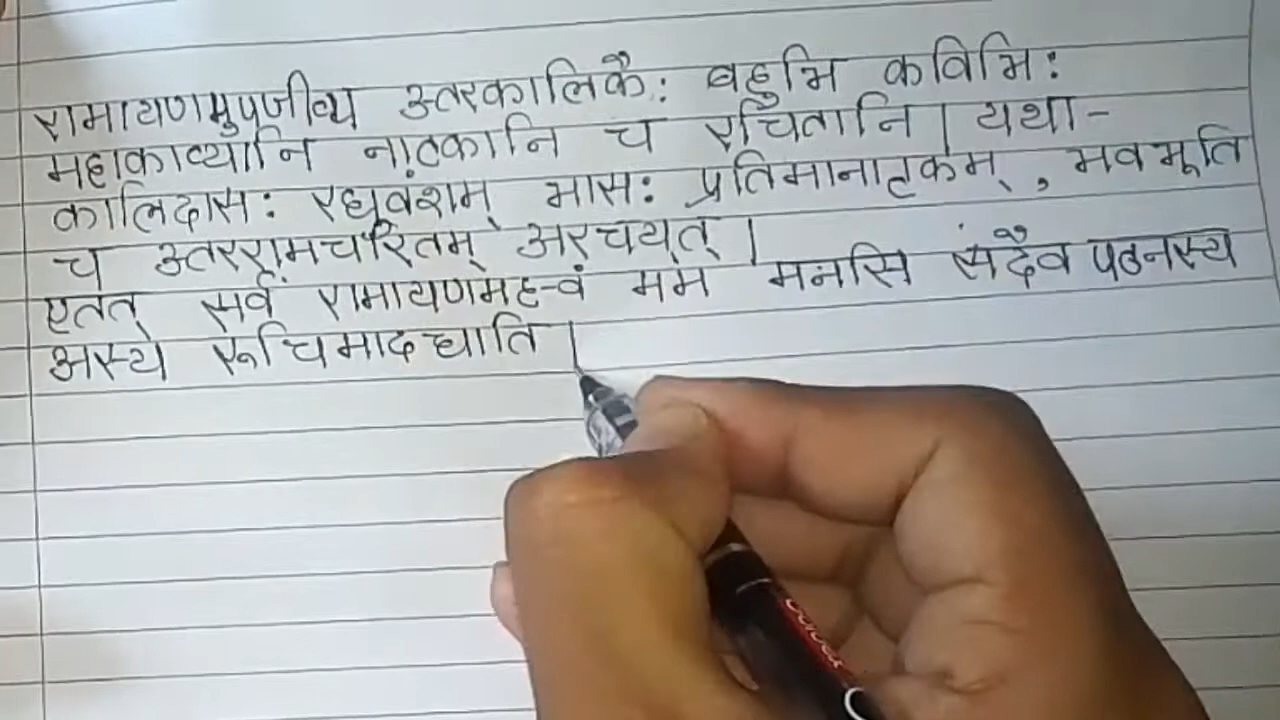 रामायणमुपजीव्य उत्तरकालिकैः बहुभि कविभिः
महाकाव्यानि नाटकानि च रचितानि। यथा-
कालिदासः रघुवंशम् भासः प्रतिमानाटकम्, भवभूति
च उत्तररामचरितम् अरचयत्।
एतत् सर्वं रामायणमहत्वं मम मनसि संदैव पठनस्य
अस्य रूचिमादधाति।